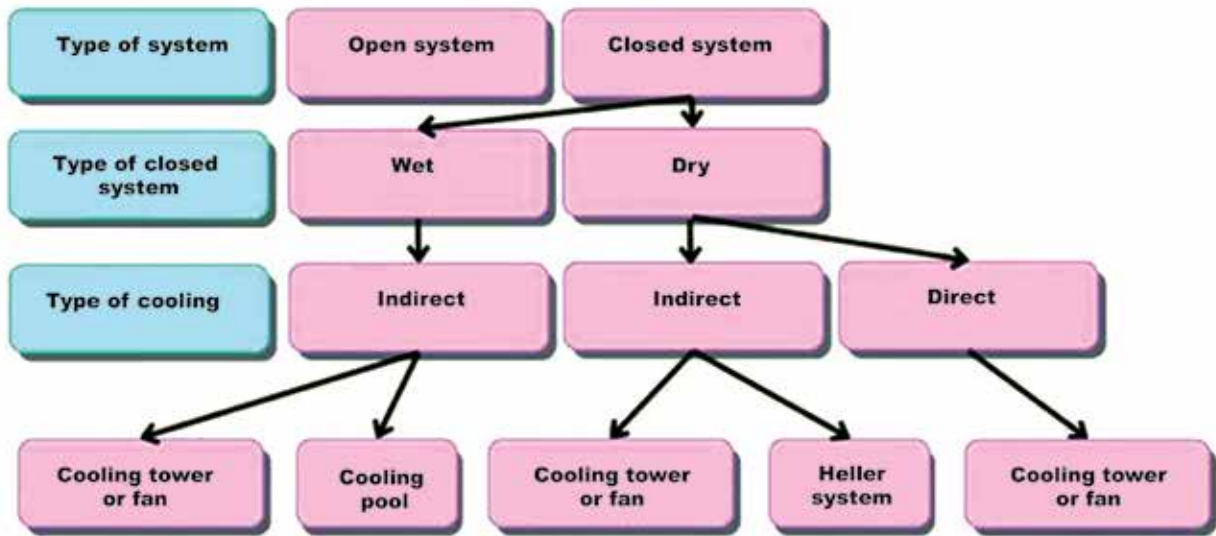 Type of system
Open system
Closed system
Type of closed
system
Wet
Dry
Type of cooling
Indirect
Indirect
Direct
Cooling tower
or fan
Cooling
pool
Cooling tower
or fan
Heller
system
Cooling tower
or fan